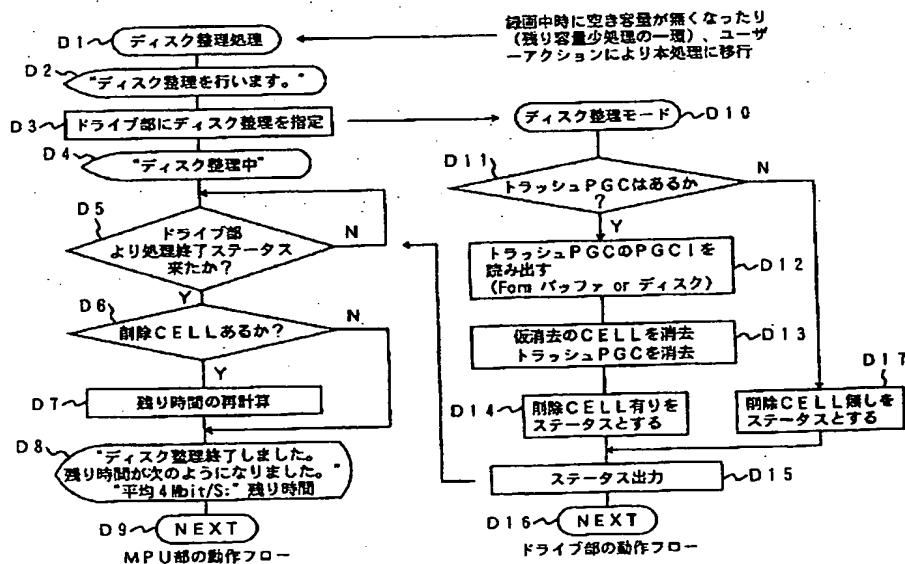 録画中時に空き容量が無くなったり
(残り容量少処理の一環)、ユーザ
ーアクションにより本処理に移行
D1
ディスク整理処理
D2
"ディスク整理を行います。"
D3
ドライブ部にディスク整理を指定
D4
"ディスク整理中"
D5
ドライブ部
より処理終了ステータス
来たか?
N
Y
D6
削除CELLあるか?
N
Y
D7
残り時間の再計算
D8
"ディスク整理終了しました。
残り時間が次のようになりました。"
"平均4Mbit/S:"残り時間
D9
NEXT
MPU部の動作フロー
ディスク整理モード
D10
D11
トラッシュPGCはあるか
?
N
Y
トラッシュPGCのPGCIを
読み出す
(Form バッファ or ディスク)
D12
仮消去のCELLを消去
トラッシュPGCを消去
D13
D14
削除CELL有りを
ステータスとする
D17
削除CELL無しを
ステータスとする
ステータス出力
D15
D16
NEXT
ドライブ部の動作フロー